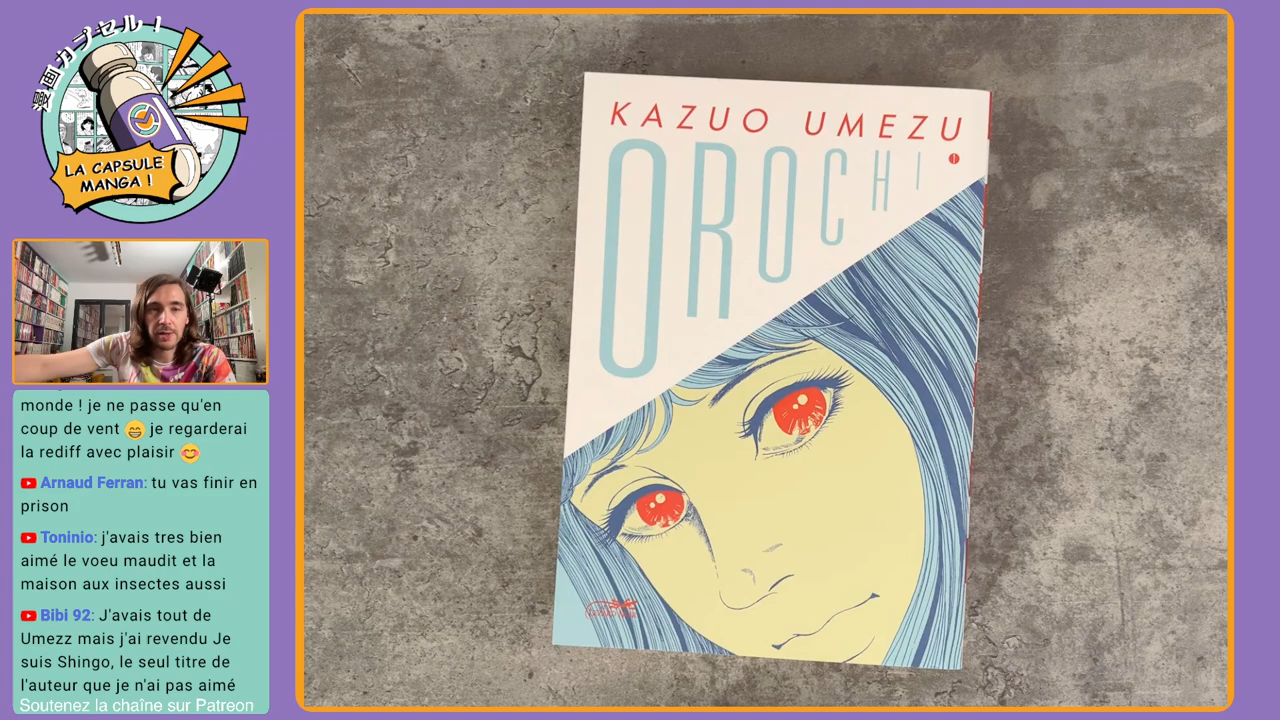 漫画カプセル！
LA CAPSULE
MANGA !
monde ! je ne passe qu'en
coup de vent 😄 je regarderai
la rediff avec plaisir 😊
Arnaud Ferran: tu vas finir en
prison
Toninio: j'avais tres bien
aimé le voeu maudit et la
maison aux insectes aussi
Bibi 92: J'avais tout de
Umezz mais j'ai revendu Je
suis Shingo, le seul titre de
l'auteur que je n'ai pas aimé
Soutenez la chaîne sur Patreon
KAZUO UMEZU
OROCHI
1